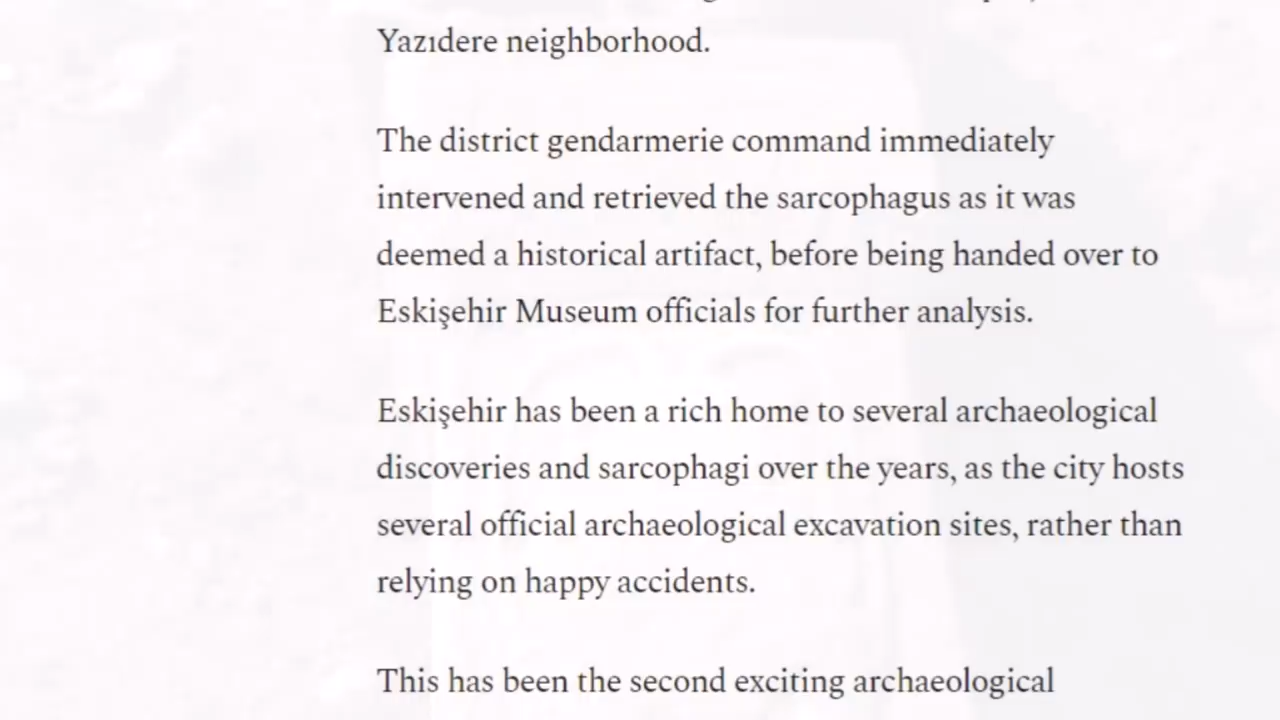 Yazıdere neighborhood.
The district gendarmerie command immediately
intervened and retrieved the sarcophagus as it was
deemed a historical artifact, before being handed over to
Eskişehir Museum officials for further analysis.
Eskişehir has been a rich home to several archaeological
discoveries and sarcophagi over the years, as the city hosts
several official archaeological excavation sites, rather than
relying on happy accidents.
This has been the second exciting archaeological